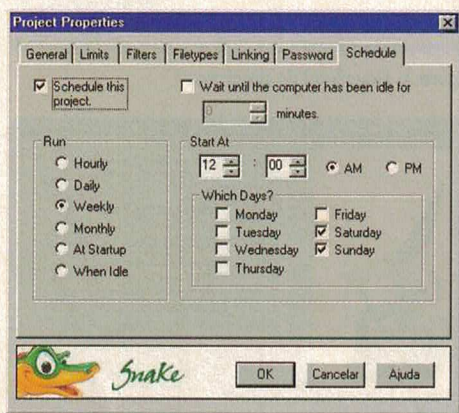 Project Properties
General Limits Filters Filetypes Linking Password Schedule
Schedule this
project.
Wait until the computer has been idle for
0 minutes.
Run
Hourly
Daily
Weekly
Monthly
At Startup
When Idle
Start At
12 : 00 AM PM
Which Days?
Monday
Tuesday
Wednesday
Thursday
Friday
Saturday
Sunday
Snake
OK Cancelar Ajuda